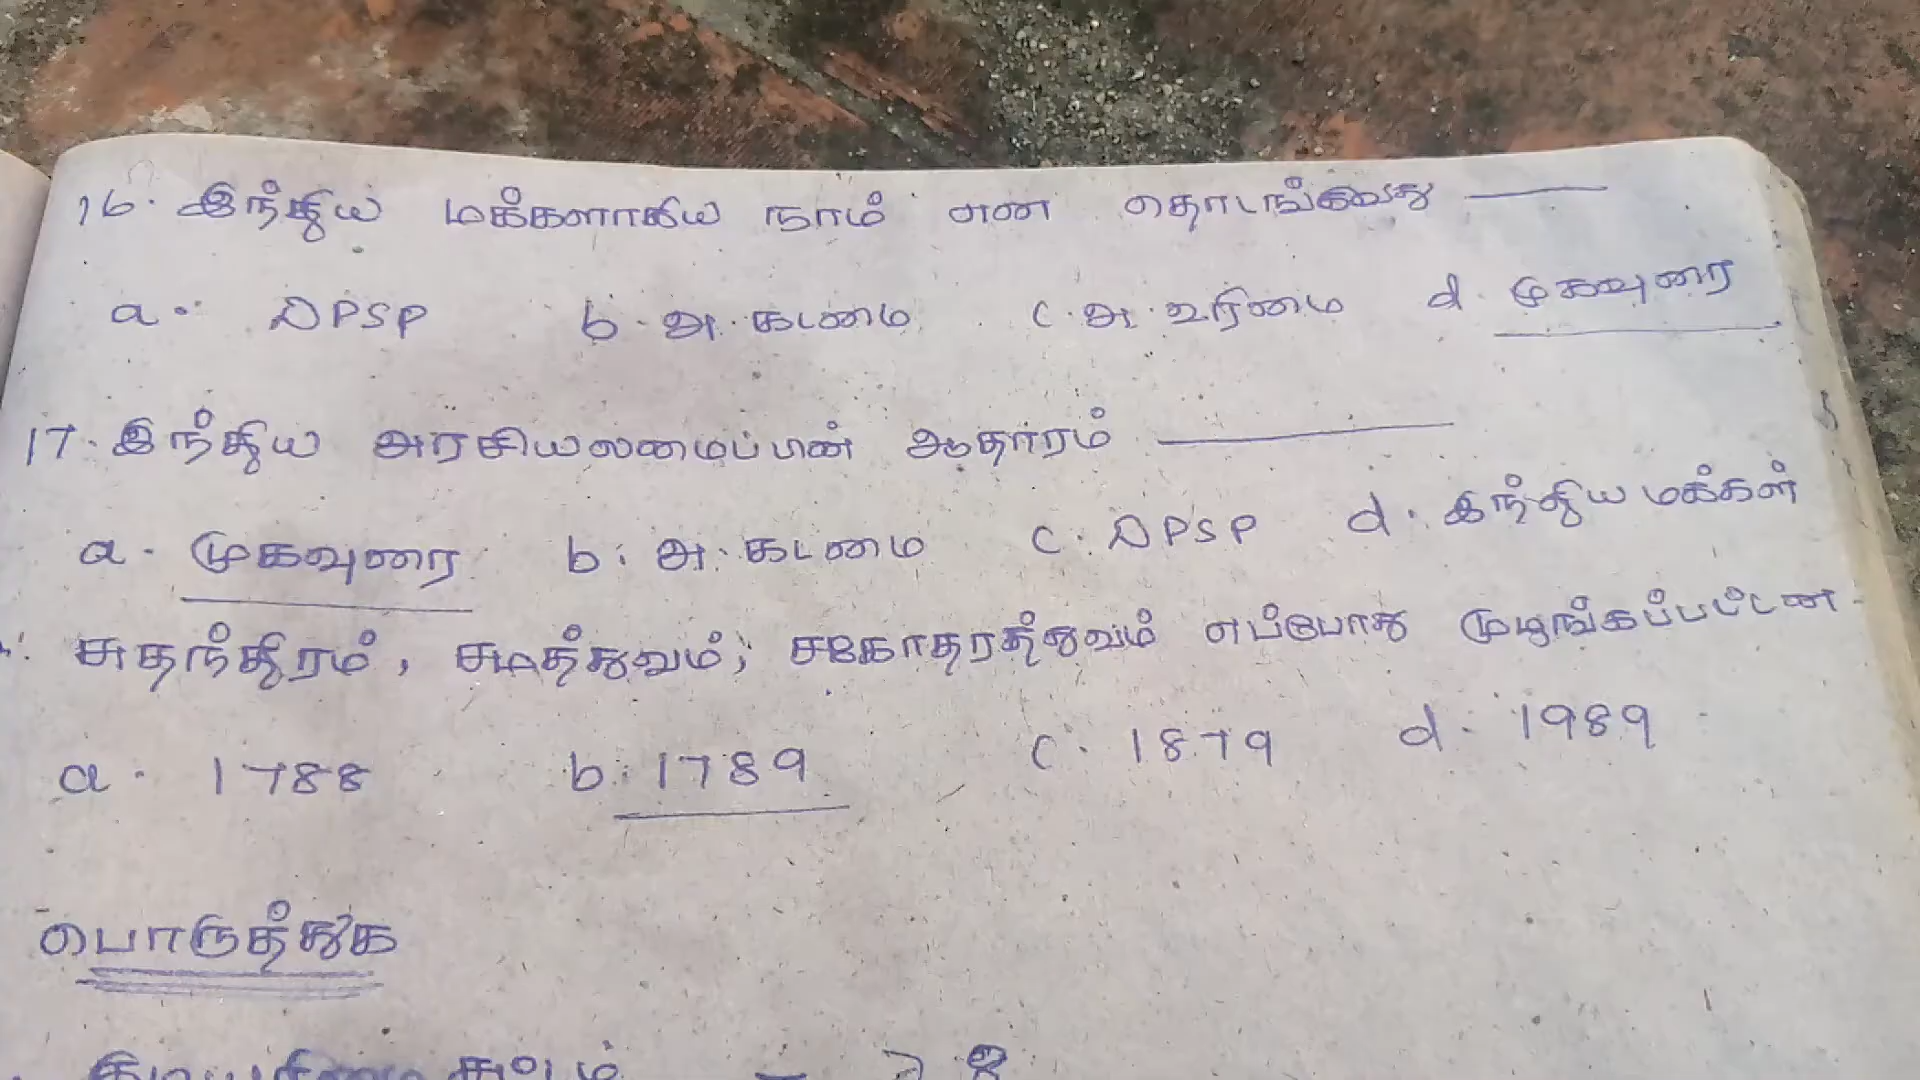 16. இந்திய மக்களாகிய நாம் என தொடங்குவது ———
a. DPSP b. அ. கடமை c. அ. உரிமை d. முகவுரை
17. இந்திய அரசியலமைப்பின் ஆதாரம் ———
a. முகவுரை b. அ. கடமை c. DPSP d. இந்திய மக்கள்
சுதந்திரம், சமத்துவம், சகோதரத்துவம் எப்போது முழங்கப்பட்டன
a. 1788 b. 1789 c. 1879 d. 1989
பொருத்துக